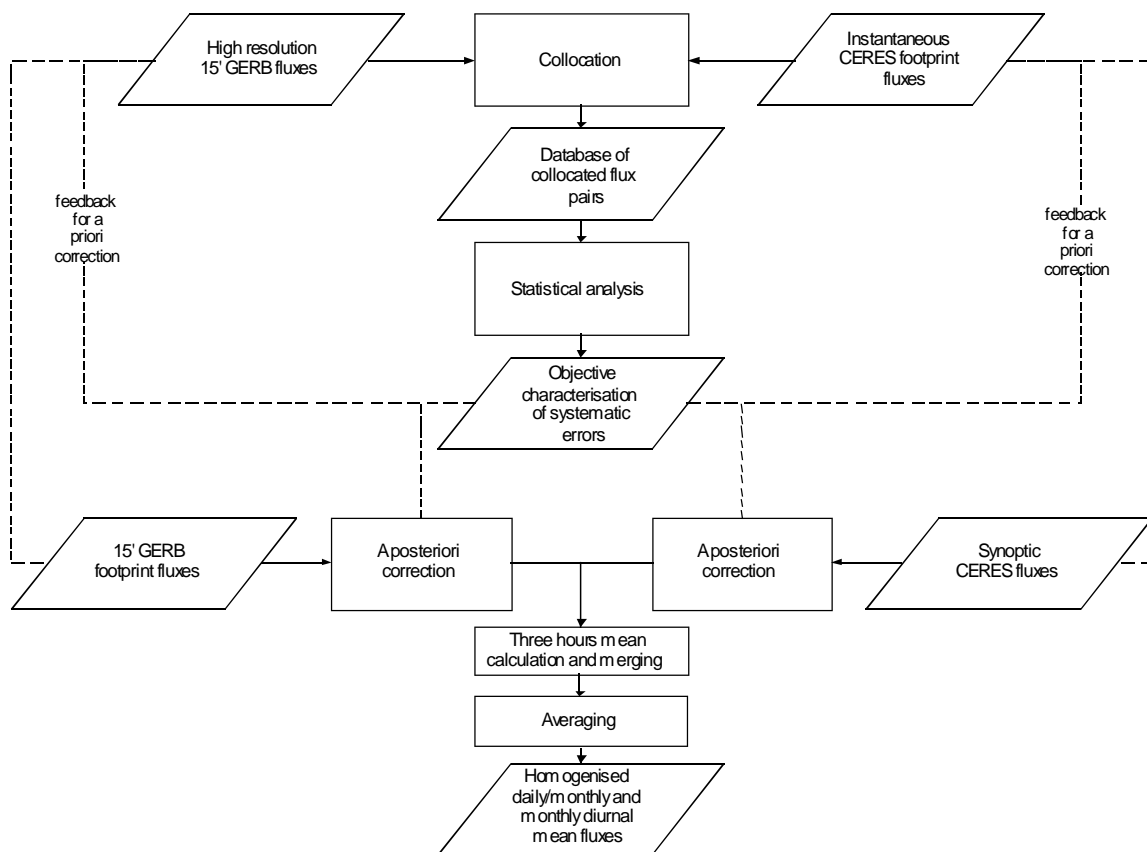 High resolution
15' GERB fluxes
Collocation
Instantaneous
CERES footprint
fluxes
Database of
collocated flux
pairs
feedback
for a
priori
correction
feedback
for a
priori
correction
Statistical analysis
Objective
characterisation
of systematic
errors
15' GERB
footprint fluxes
Aposteriori
correction
Aposteriori
correction
Synoptic
CERES fluxes
Three hours mean
calculation and merging
Averaging
Homogenised
daily/monthly and
monthly diurnal
mean fluxes